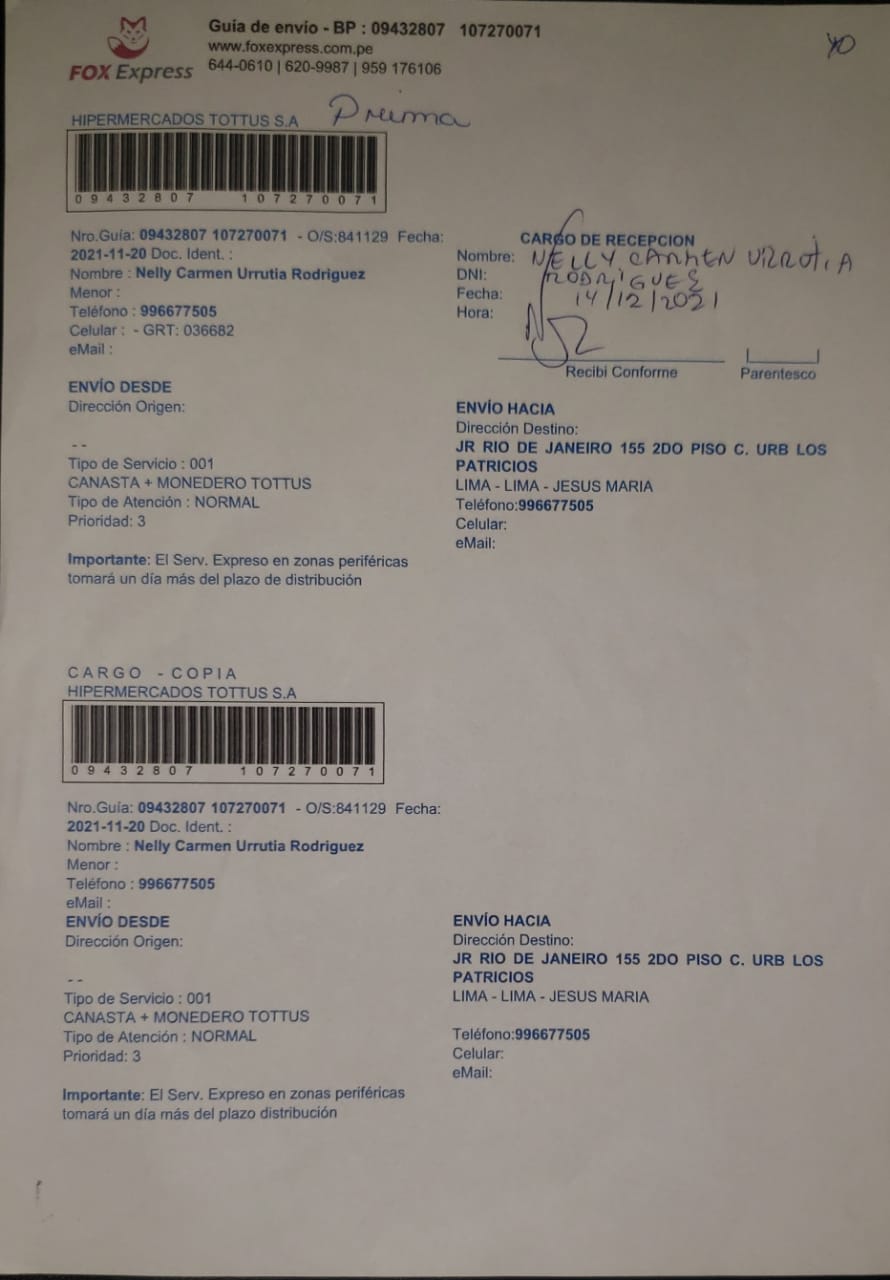 FOX Express
Guía de envío - BP : 09432807 107270071
www.foxexpress.com.pe
644-0610 | 620-9987 | 959 176106
HIPERMERCADOS TOTTUS S.A
09432807 107270071
Nro.Guía: 09432807 107270071 - O/S:841129 Fecha:
2021-11-20 Doc. Ident. :
Nombre : Nelly Carmen Urrutia Rodriguez
Menor :
Teléfono : 996677505
Celular : - GRT: 036682
eMail :
CARGO DE RECEPCION
Nombre: NELLY CARMEN URROTIA
DNI: RODRIGUES
Fecha: 14/12/2021
Hora:
Recibi Conforme
Parentesco
ENVÍO DESDE
Dirección Origen:
- -
Tipo de Servicio : 001
CANASTA + MONEDERO TOTTUS
Tipo de Atención : NORMAL
Prioridad: 3
Importante: El Serv. Expreso en zonas periféricas
tomará un día más del plazo de distribución
ENVÍO HACIA
Dirección Destino:
JR RIO DE JANEIRO 155 2DO PISO C. URB LOS
PATRICIOS
LIMA - LIMA - JESUS MARIA
Teléfono:996677505
Celular:
eMail:
CARGO - COPIA
HIPERMERCADOS TOTTUS S.A
09432807 107270071
Nro.Guía: 09432807 107270071 - O/S:841129 Fecha:
2021-11-20 Doc. Ident. :
Nombre : Nelly Carmen Urrutia Rodriguez
Menor :
Teléfono : 996677505
eMail :
ENVÍO DESDE
Dirección Origen:
- -
Tipo de Servicio : 001
CANASTA + MONEDERO TOTTUS
Tipo de Atención : NORMAL
Prioridad: 3
Importante: El Serv. Expreso en zonas periféricas
tomará un día más del plazo distribución
ENVÍO HACIA
Dirección Destino:
JR RIO DE JANEIRO 155 2DO PISO C. URB LOS
PATRICIOS
LIMA - LIMA - JESUS MARIA
Teléfono:996677505
Celular:
eMail: